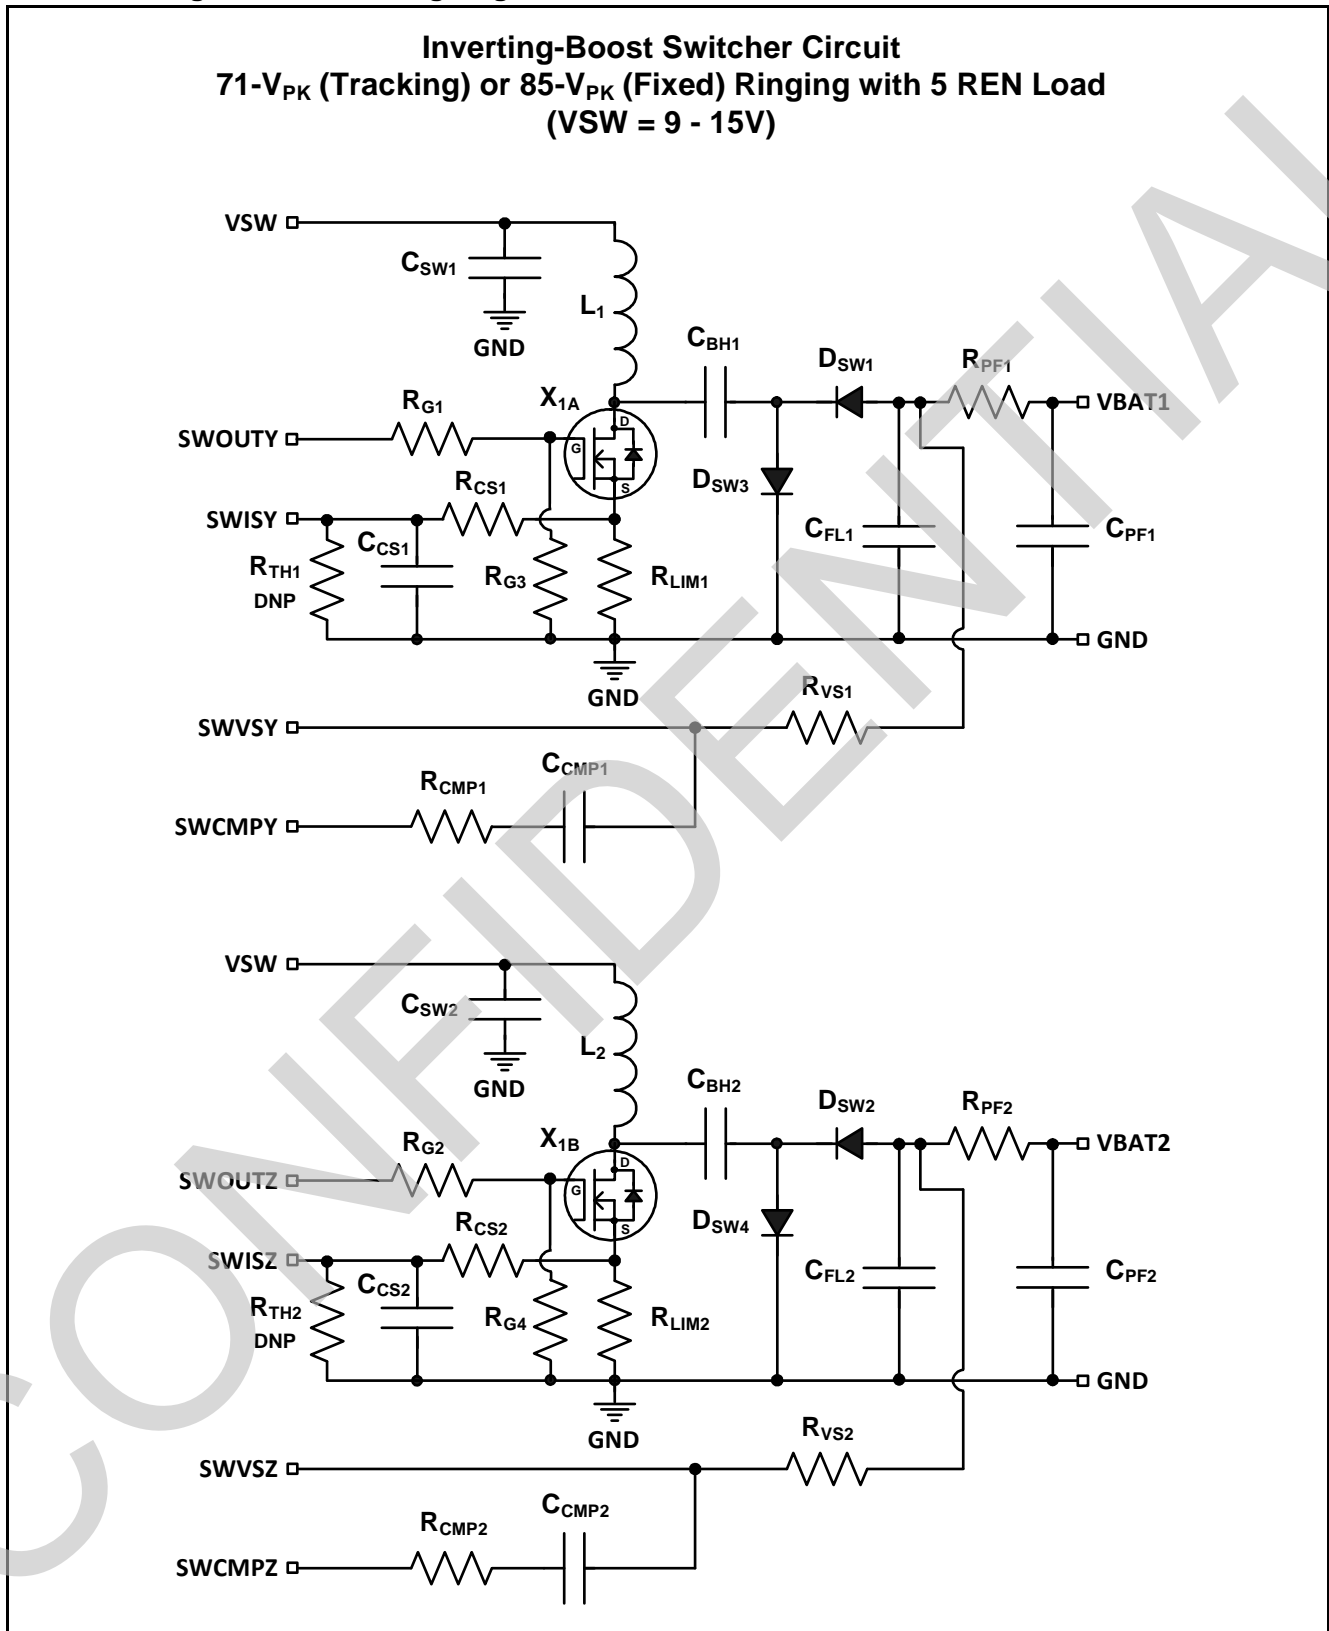 Inverting-Boost Switcher Circuit
71-VPK (Tracking) or 85-VPK (Fixed) Ringing with 5 REN Load
(VSW = 9 - 15V)
VSW
CSW1
L1
GND
CBH1
DSW1
RPF1
VBAT1
RG1
X1A
D
G
S
SWOUTY
RCS1
DSW3
SWISY
CCS1
RTH1
DNP
RG3
RLIM1
CFL1
CPF1
GND
GND
RVS1
SWVSY
CCMP1
RCMP1
SWCMPY
VSW
CSW2
L2
GND
CBH2
DSW2
RPF2
VBAT2
RG2
X1B
D
G
S
SWOUTZ
RCS2
DSW4
SWISZ
CCS2
RTH2
DNP
RG4
RLIM2
CFL2
CPF2
GND
GND
RVS2
SWVSZ
CCMP2
RCMP2
SWCMPZ
CONFIDENTIAL